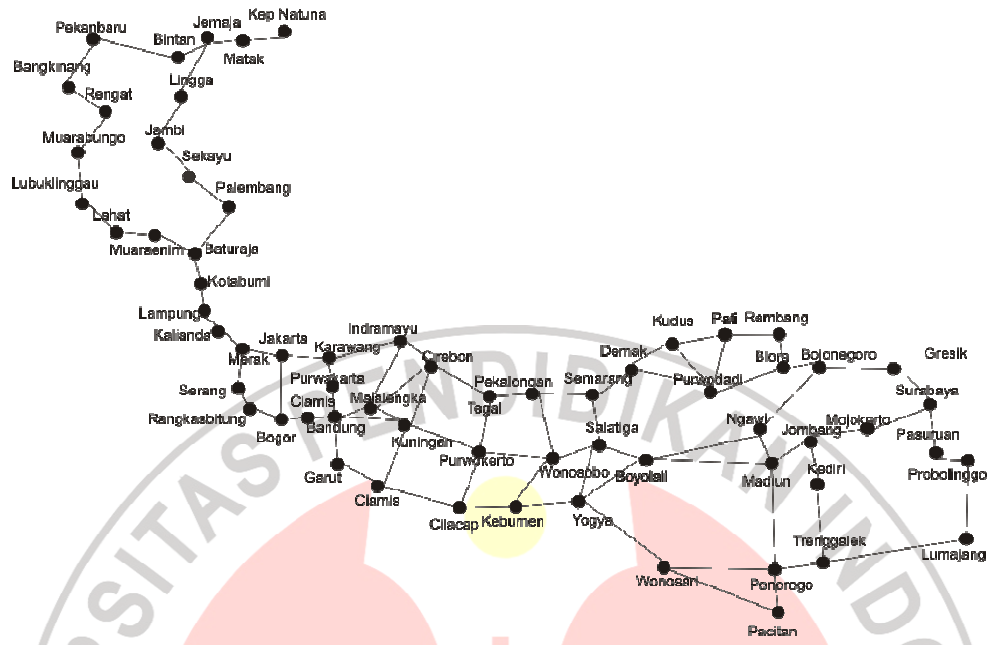 Kep Natuna
Jemaja
Pekanbaru
Bintan
Matak
Bangkinang
Lingga
Rengat
Jambi
Muarabungo
Sekayu
Lubuklinggau
Palembang
Lahat
Muaraenim
Baturaja
Kotabumi
Lampung
Kalianda
Jakarta
Merak
Karawang
Indramayu
Cirebon
Kudus
Pati
Rembang
Demak
Blora
Bojonegoro
Gresik
Serang
Purwakarta
Pekalongan
Semarang
Purwodadi
Surabaya
Ciamis
Majalengka
Tegal
Rangkasbitung
Bogor
Bandung
Kuningan
Salatiga
Ngawi
Jombang
Mojokerto
Pasuruan
Purwokerto
Wonosobo
Boyolali
Madiun
Kediri
Probolinggo
Garut
Ciamis
Cilacap
Kebumen
Yogya
Trenggalek
Lumajang
Wonosari
Ponorogo
Pacitan
SITAS PENDIDIKAN INDO